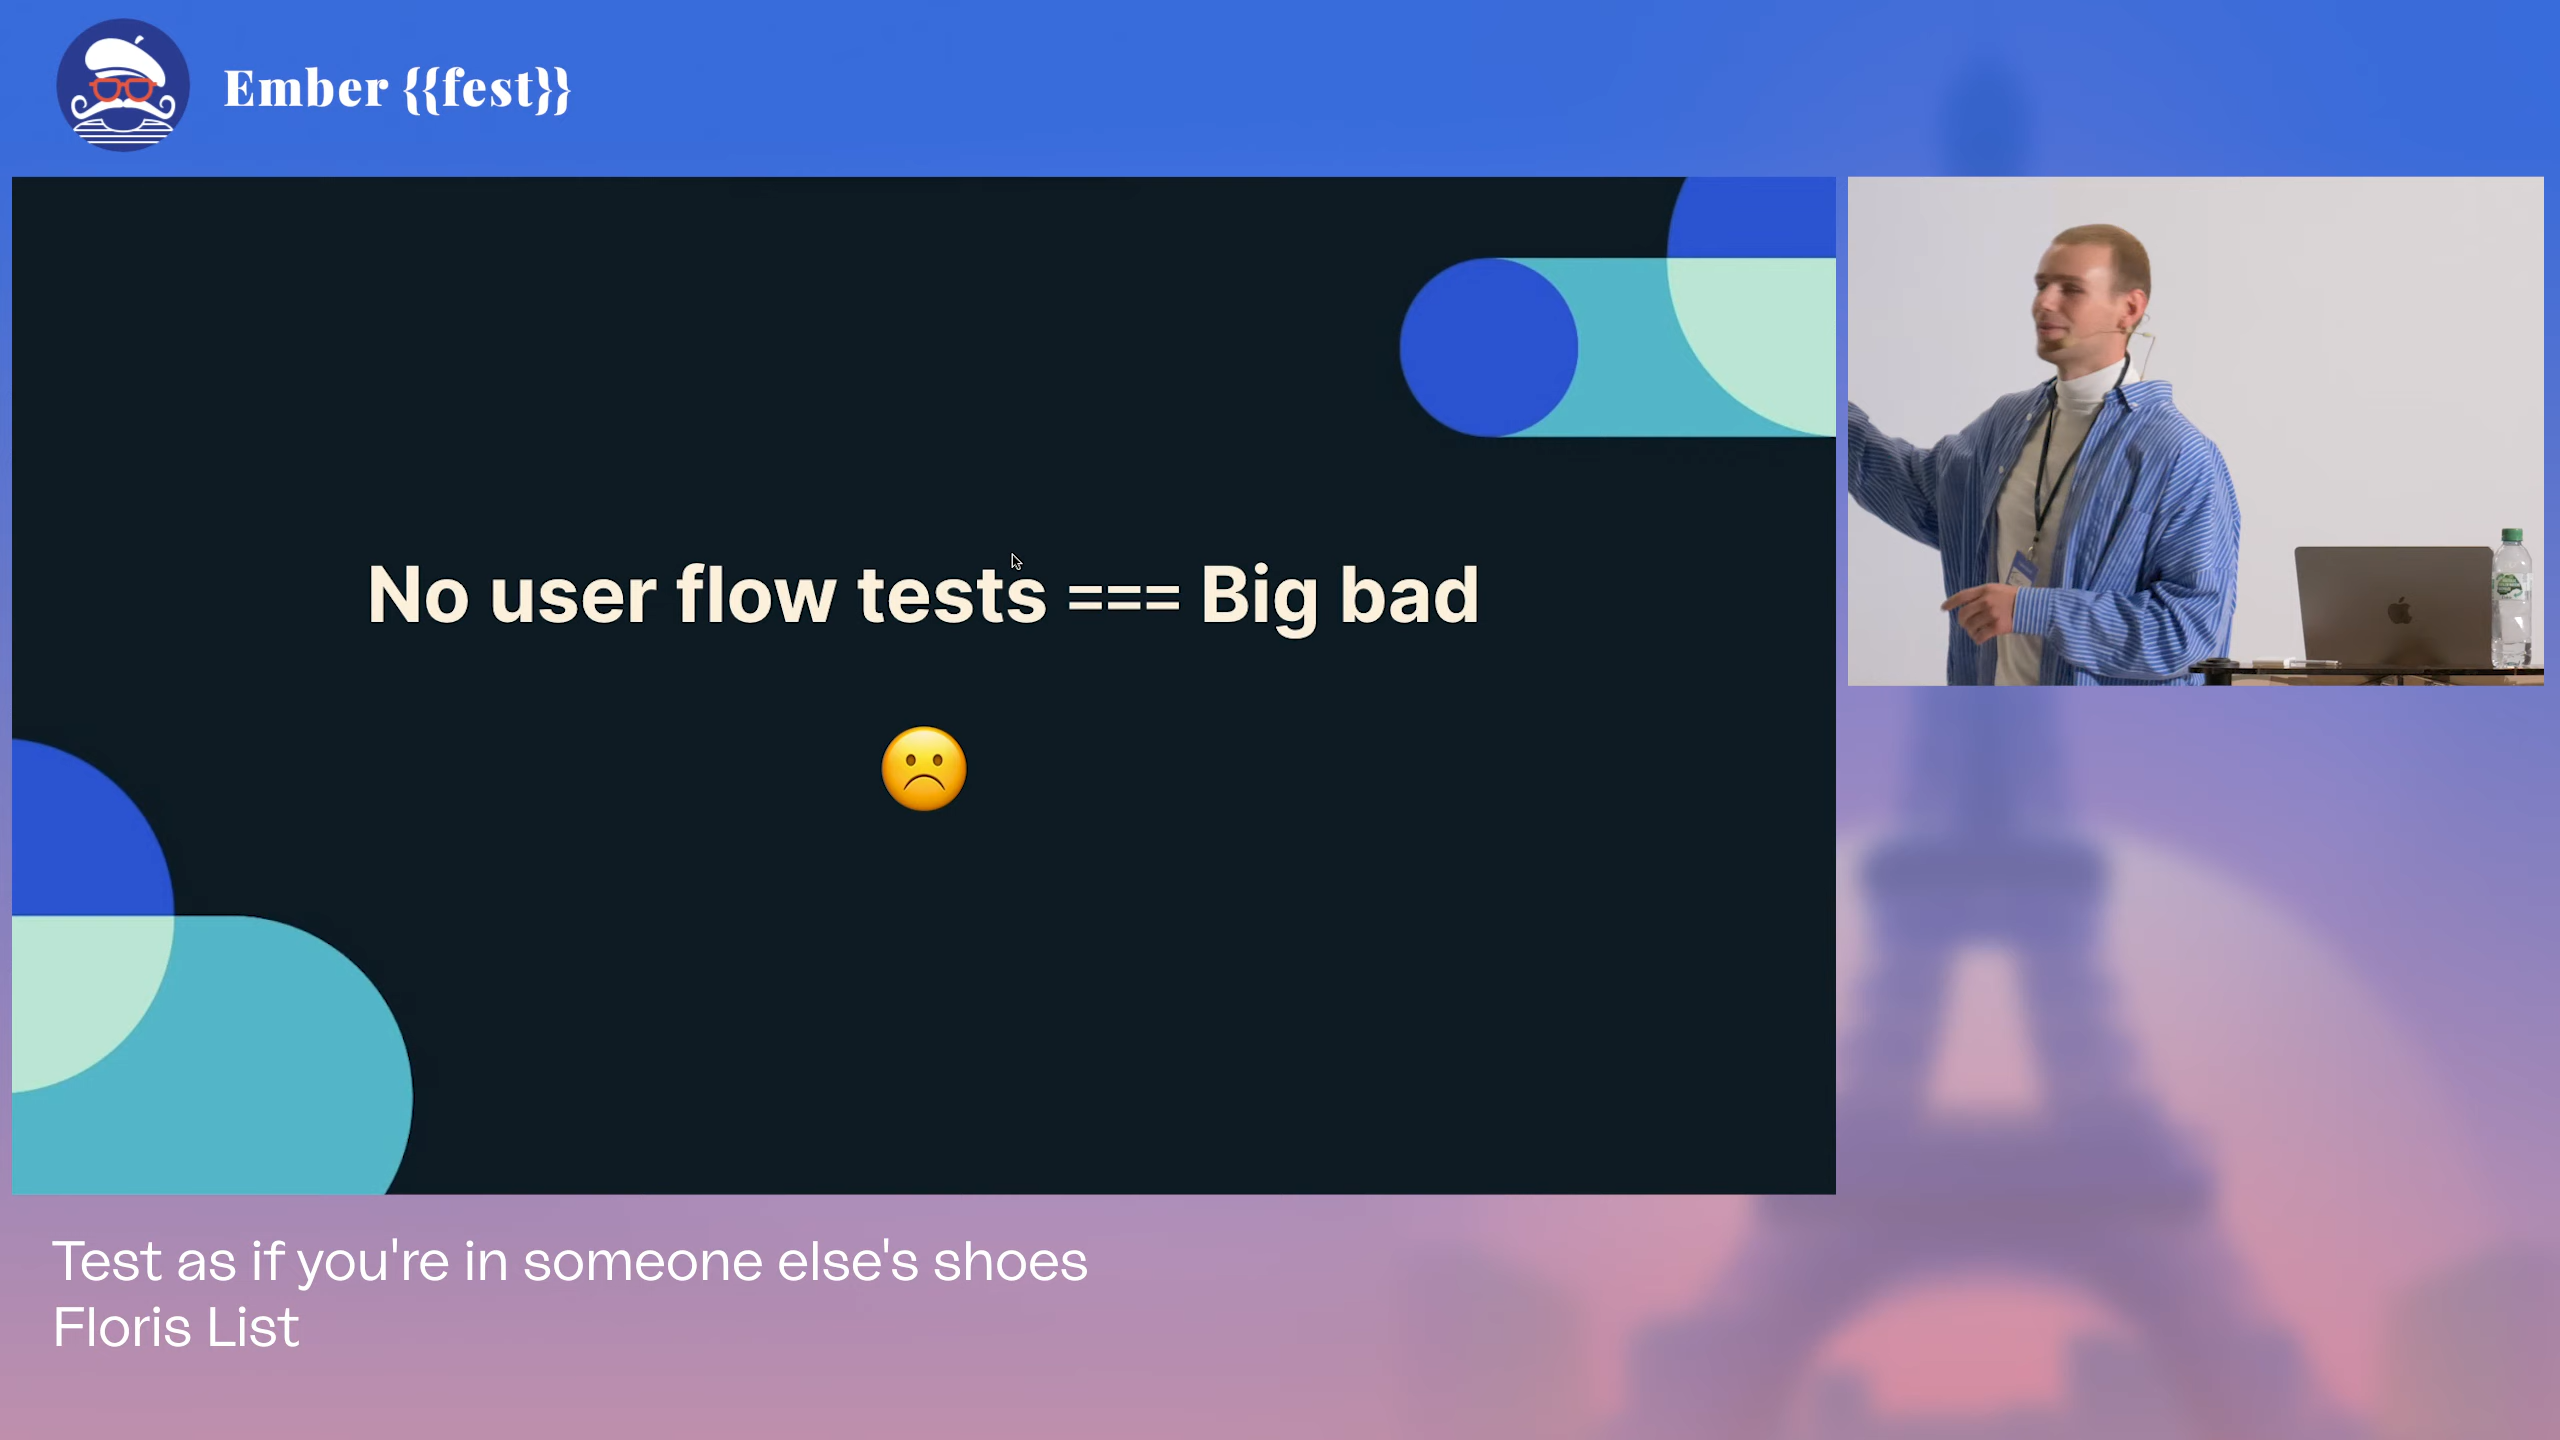 Ember {{fest}}
No user flow tests === Big bad
☹️
Test as if you're in someone else's shoes
Floris List